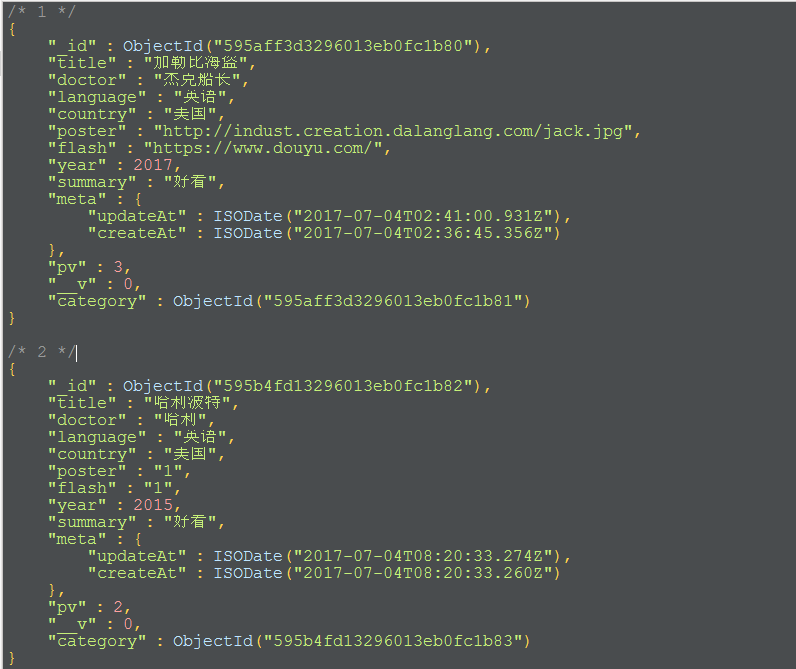 /* 1 */
{
    "_id" : ObjectId("595aff3d3296013eb0fc1b80"),
    "title" : "加勒比海盗",
    "doctor" : "杰克船长",
    "language" : "英语",
    "country" : "美国",
    "poster" : "http://indust.creation.dalanglang.com/jack.jpg",
    "flash" : "https://www.douyu.com/",
    "year" : 2017,
    "summary" : "好看",
    "meta" : {
        "updateAt" : ISODate("2017-07-04T02:41:00.931Z"),
        "createAt" : ISODate("2017-07-04T02:36:45.356Z")
    },
    "pv" : 3,
    "__v" : 0,
    "category" : ObjectId("595aff3d3296013eb0fc1b81")
}
/* 2 */
{
    "_id" : ObjectId("595b4fd13296013eb0fc1b82"),
    "title" : "哈利波特",
    "doctor" : "哈利",
    "language" : "英语",
    "country" : "美国",
    "poster" : "1",
    "flash" : "1",
    "year" : 2015,
    "summary" : "好看",
    "meta" : {
        "updateAt" : ISODate("2017-07-04T08:20:33.274Z"),
        "createAt" : ISODate("2017-07-04T08:20:33.260Z")
    },
    "pv" : 2,
    "__v" : 0,
    "category" : ObjectId("595b4fd13296013eb0fc1b83")
}